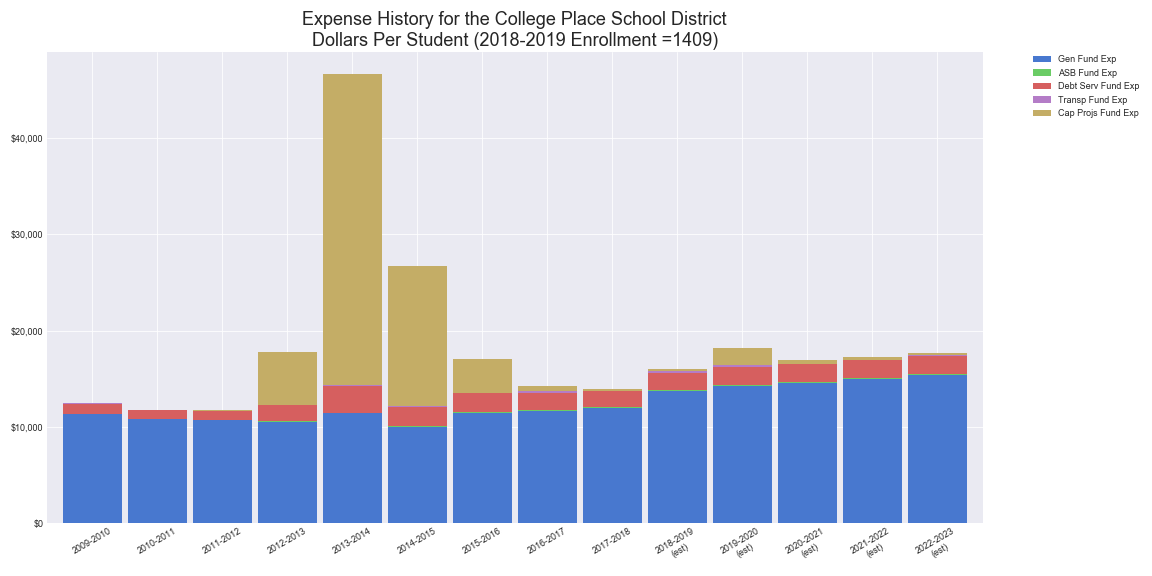 Expense History for the College Place School District
Dollars Per Student (2018-2019 Enrollment =1409)
Gen Fund Exp
ASB Fund Exp
Debt Serv Fund Exp
Transp Fund Exp
Cap Projs Fund Exp
$40,000
$30,000
$20,000
$10,000
$0
2009-2010
2010-2011
2011-2012
2012-2013
2013-2014
2014-2015
2015-2016
2016-2017
2017-2018
2018-2019
(est)
2019-2020
(est)
2020-2021
(est)
2021-2022
(est)
2022-2023
(est)